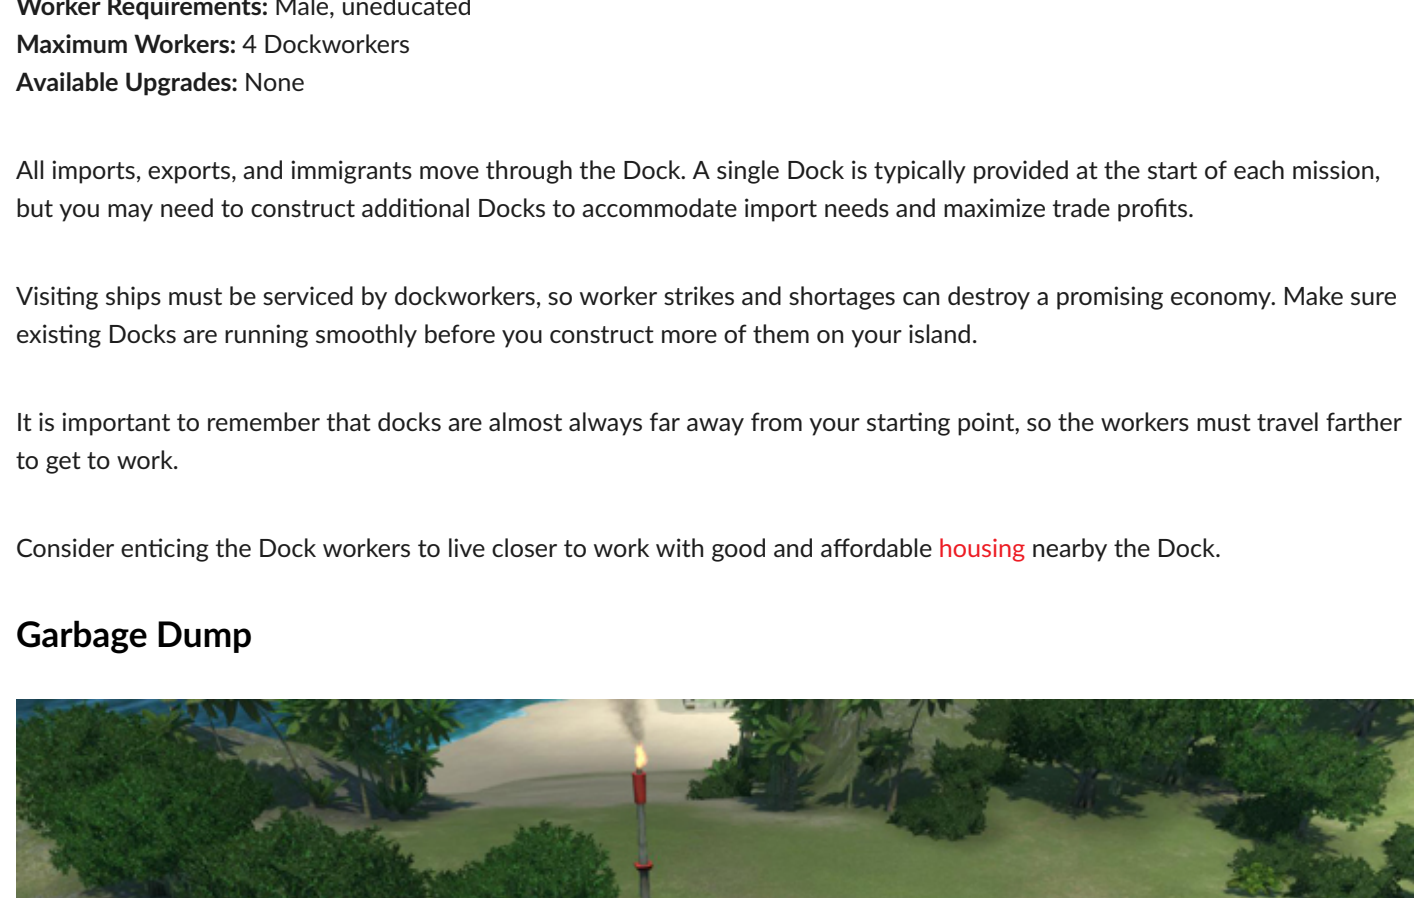 Worker Requirements: Male, uneducated
Maximum Workers: 4 Dockworkers
Available Upgrades: None
All imports, exports, and immigrants move through the Dock. A single Dock is typically provided at the start of each mission,
but you may need to construct additional Docks to accommodate import needs and maximize trade profits.
Visiting ships must be serviced by dockworkers, so worker strikes and shortages can destroy a promising economy. Make sure
existing Docks are running smoothly before you construct more of them on your island.
It is important to remember that docks are almost always far away from your starting point, so the workers must travel farther
to get to work.
Consider enticing the Dock workers to live closer to work with good and affordable housing nearby the Dock.
Garbage Dump